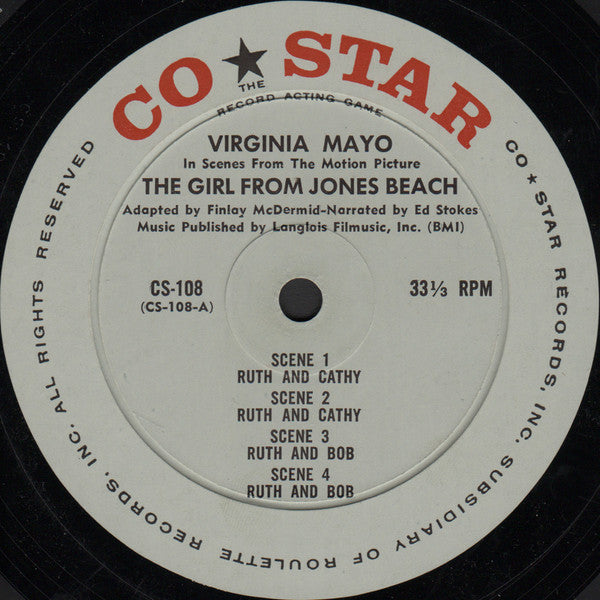 CO★STAR
THE
RECORD ACTING GAME
VIRGINIA MAYO
In Scenes From The Motion Picture
THE GIRL FROM JONES BEACH
Adapted by Finlay McDermid-Narrated by Ed Stokes
Music Published by Langlois Filmusic, Inc. (BMI)
CS-108
(CS-108-A)
33⅓ RPM
SCENE 1
RUTH AND CATHY
SCENE 2
RUTH AND CATHY
SCENE 3
RUTH AND BOB
SCENE 4
RUTH AND BOB
CO★STAR RECORDS, INC. SUBSIDIARY OF ROULETTE RECORDS, INC. ALL RIGHTS RESERVED